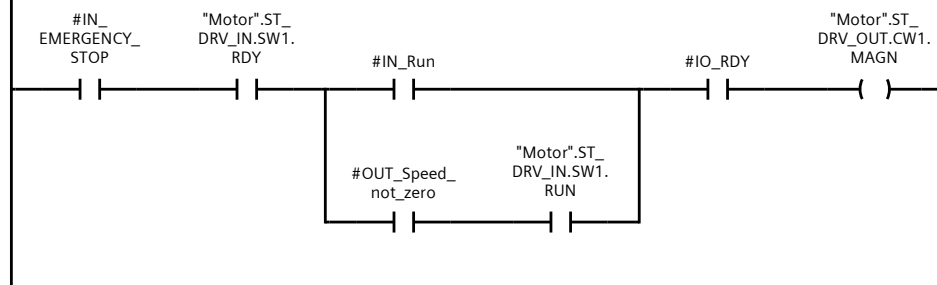 #IN_
EMERGENCY_
STOP
"Motor".ST_
DRV_IN.SW1.
RDY
#IN_Run
#IO_RDY
"Motor".ST_
DRV_OUT.CW1.
MAGN
#OUT_Speed_
not_zero
"Motor".ST_
DRV_IN.SW1.
RUN